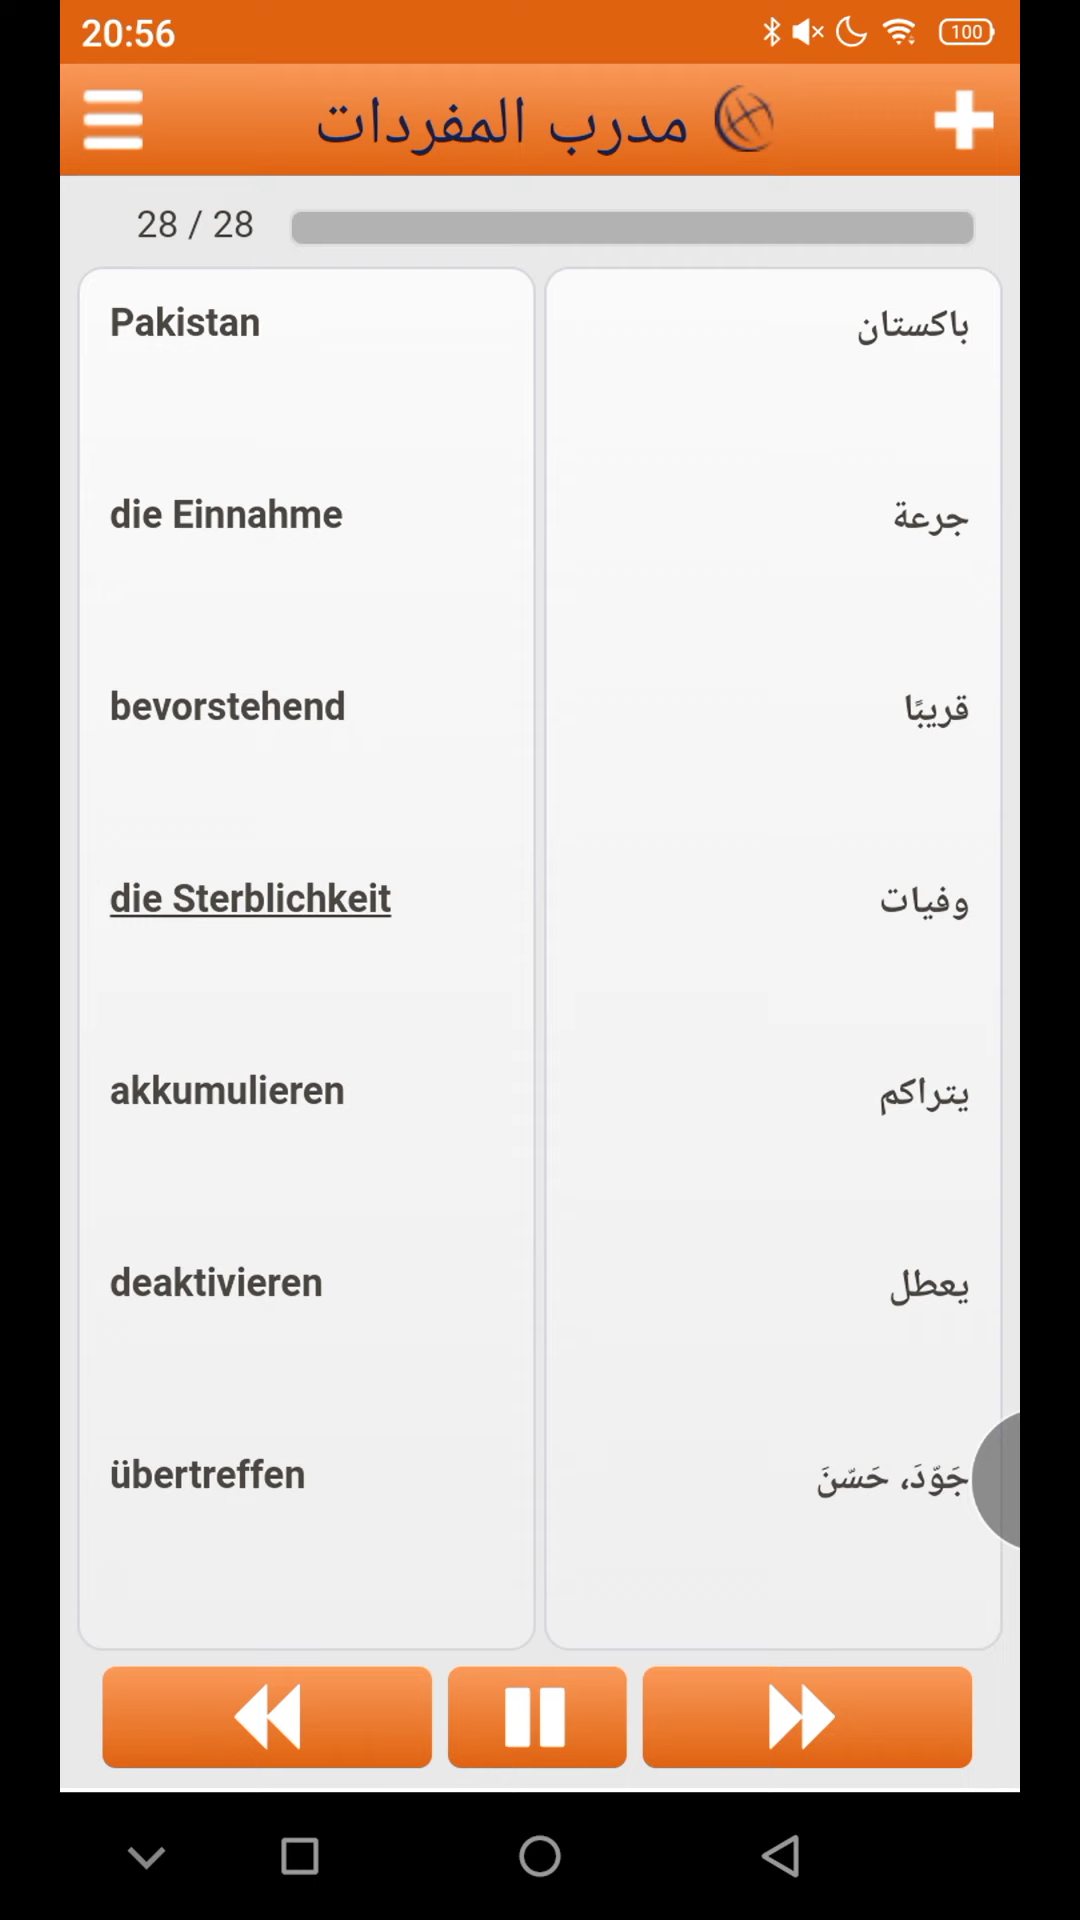 20:56
100
مدرب المفردات
28 / 28
Pakistan
باكستان
die Einnahme
جرعة
bevorstehend
قريبًا
die Sterblichkeit
وفيات
akkumulieren
يتراكم
deaktivieren
يعطل
übertreffen
جَوّدَ، حَسّنَ